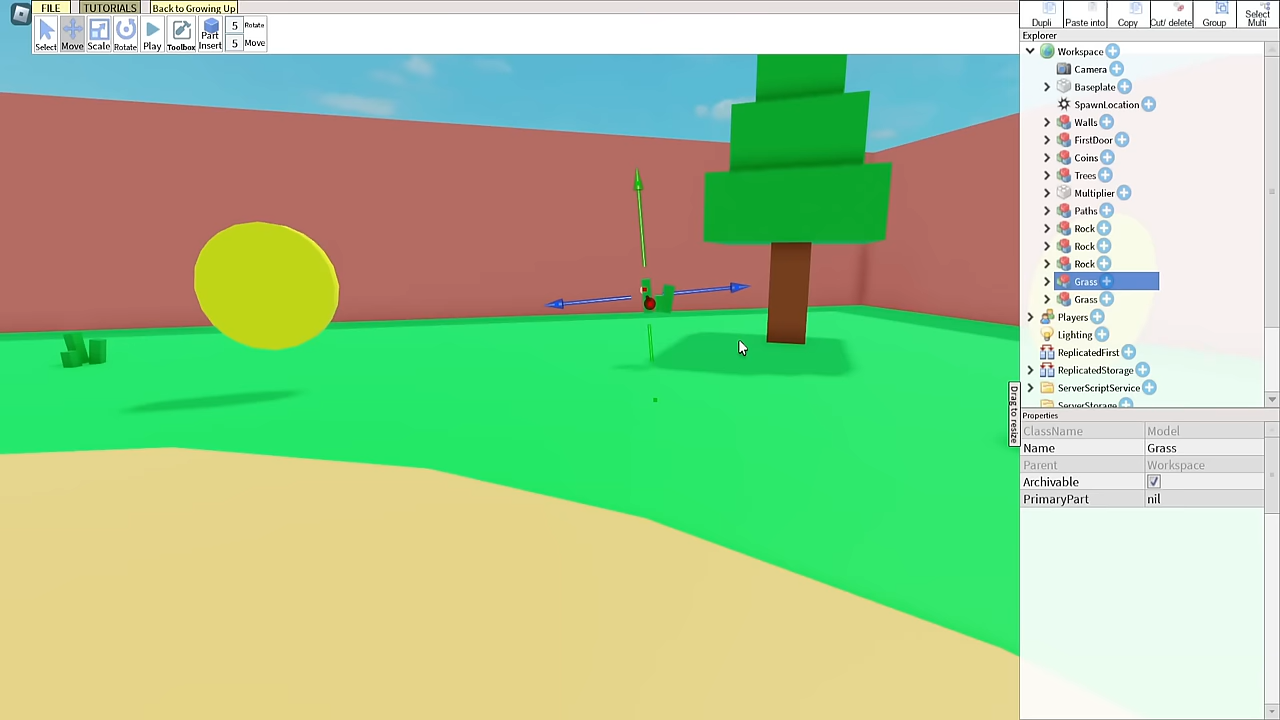 FILE
TUTORIALS
Back to Growing Up
Select
Move
Scale
Rotate
Play
Toolbox
Part
Insert
5 Rotate
5 Move
Dupli
Paste into
Copy
Cut/ delete
Group
Select
Multi
Explorer
Workspace
Camera
Baseplate
SpawnLocation
Walls
FirstDoor
Coins
Trees
Multiplier
Paths
Rock
Rock
Rock
Grass
Grass
Players
Lighting
ReplicatedFirst
ReplicatedStorage
ServerScriptService
ServerStorage
Drag to resize
Properties
ClassName Model
Name Grass
Parent Workspace
Archivable
PrimaryPart nil